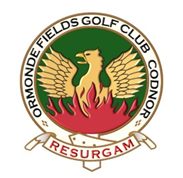 ORMONDE FIELDS GOLF CLUB CODNOR
RESURGAM